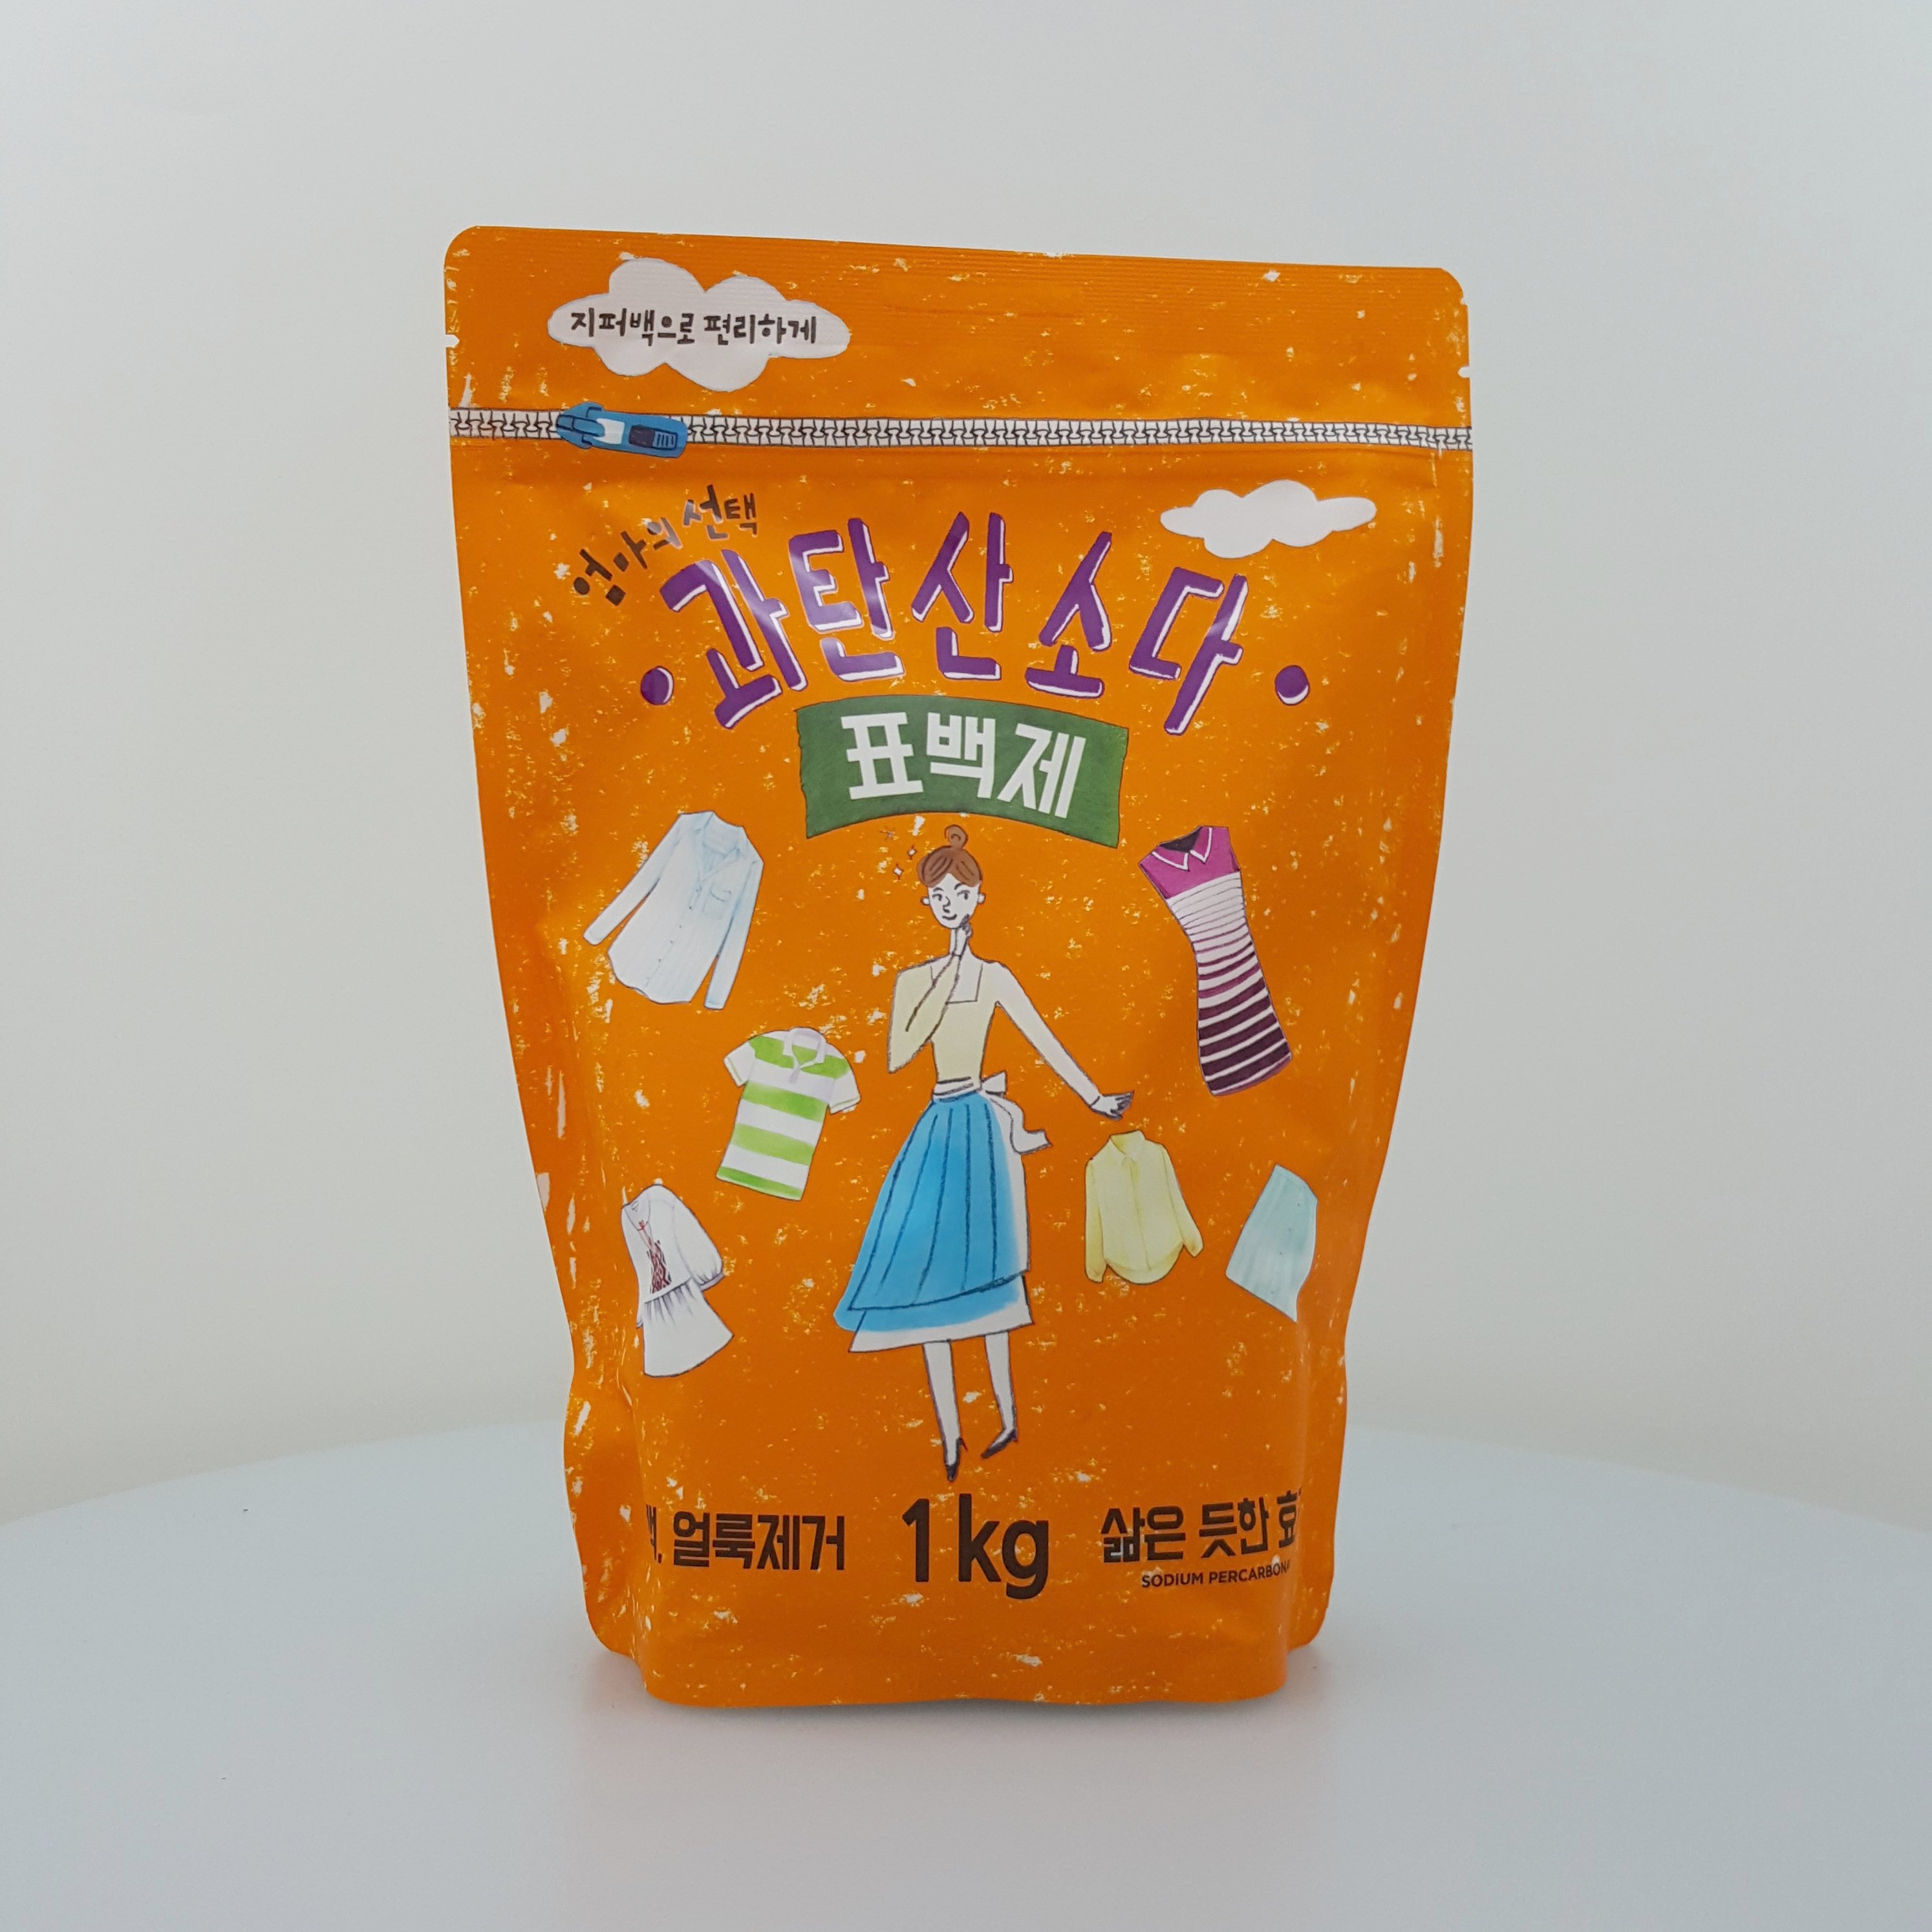 지퍼백으로 편리하게
엄마의 선택
과탄산소다
표백제
얼룩제거
1kg
삶은 듯한
SODIUM